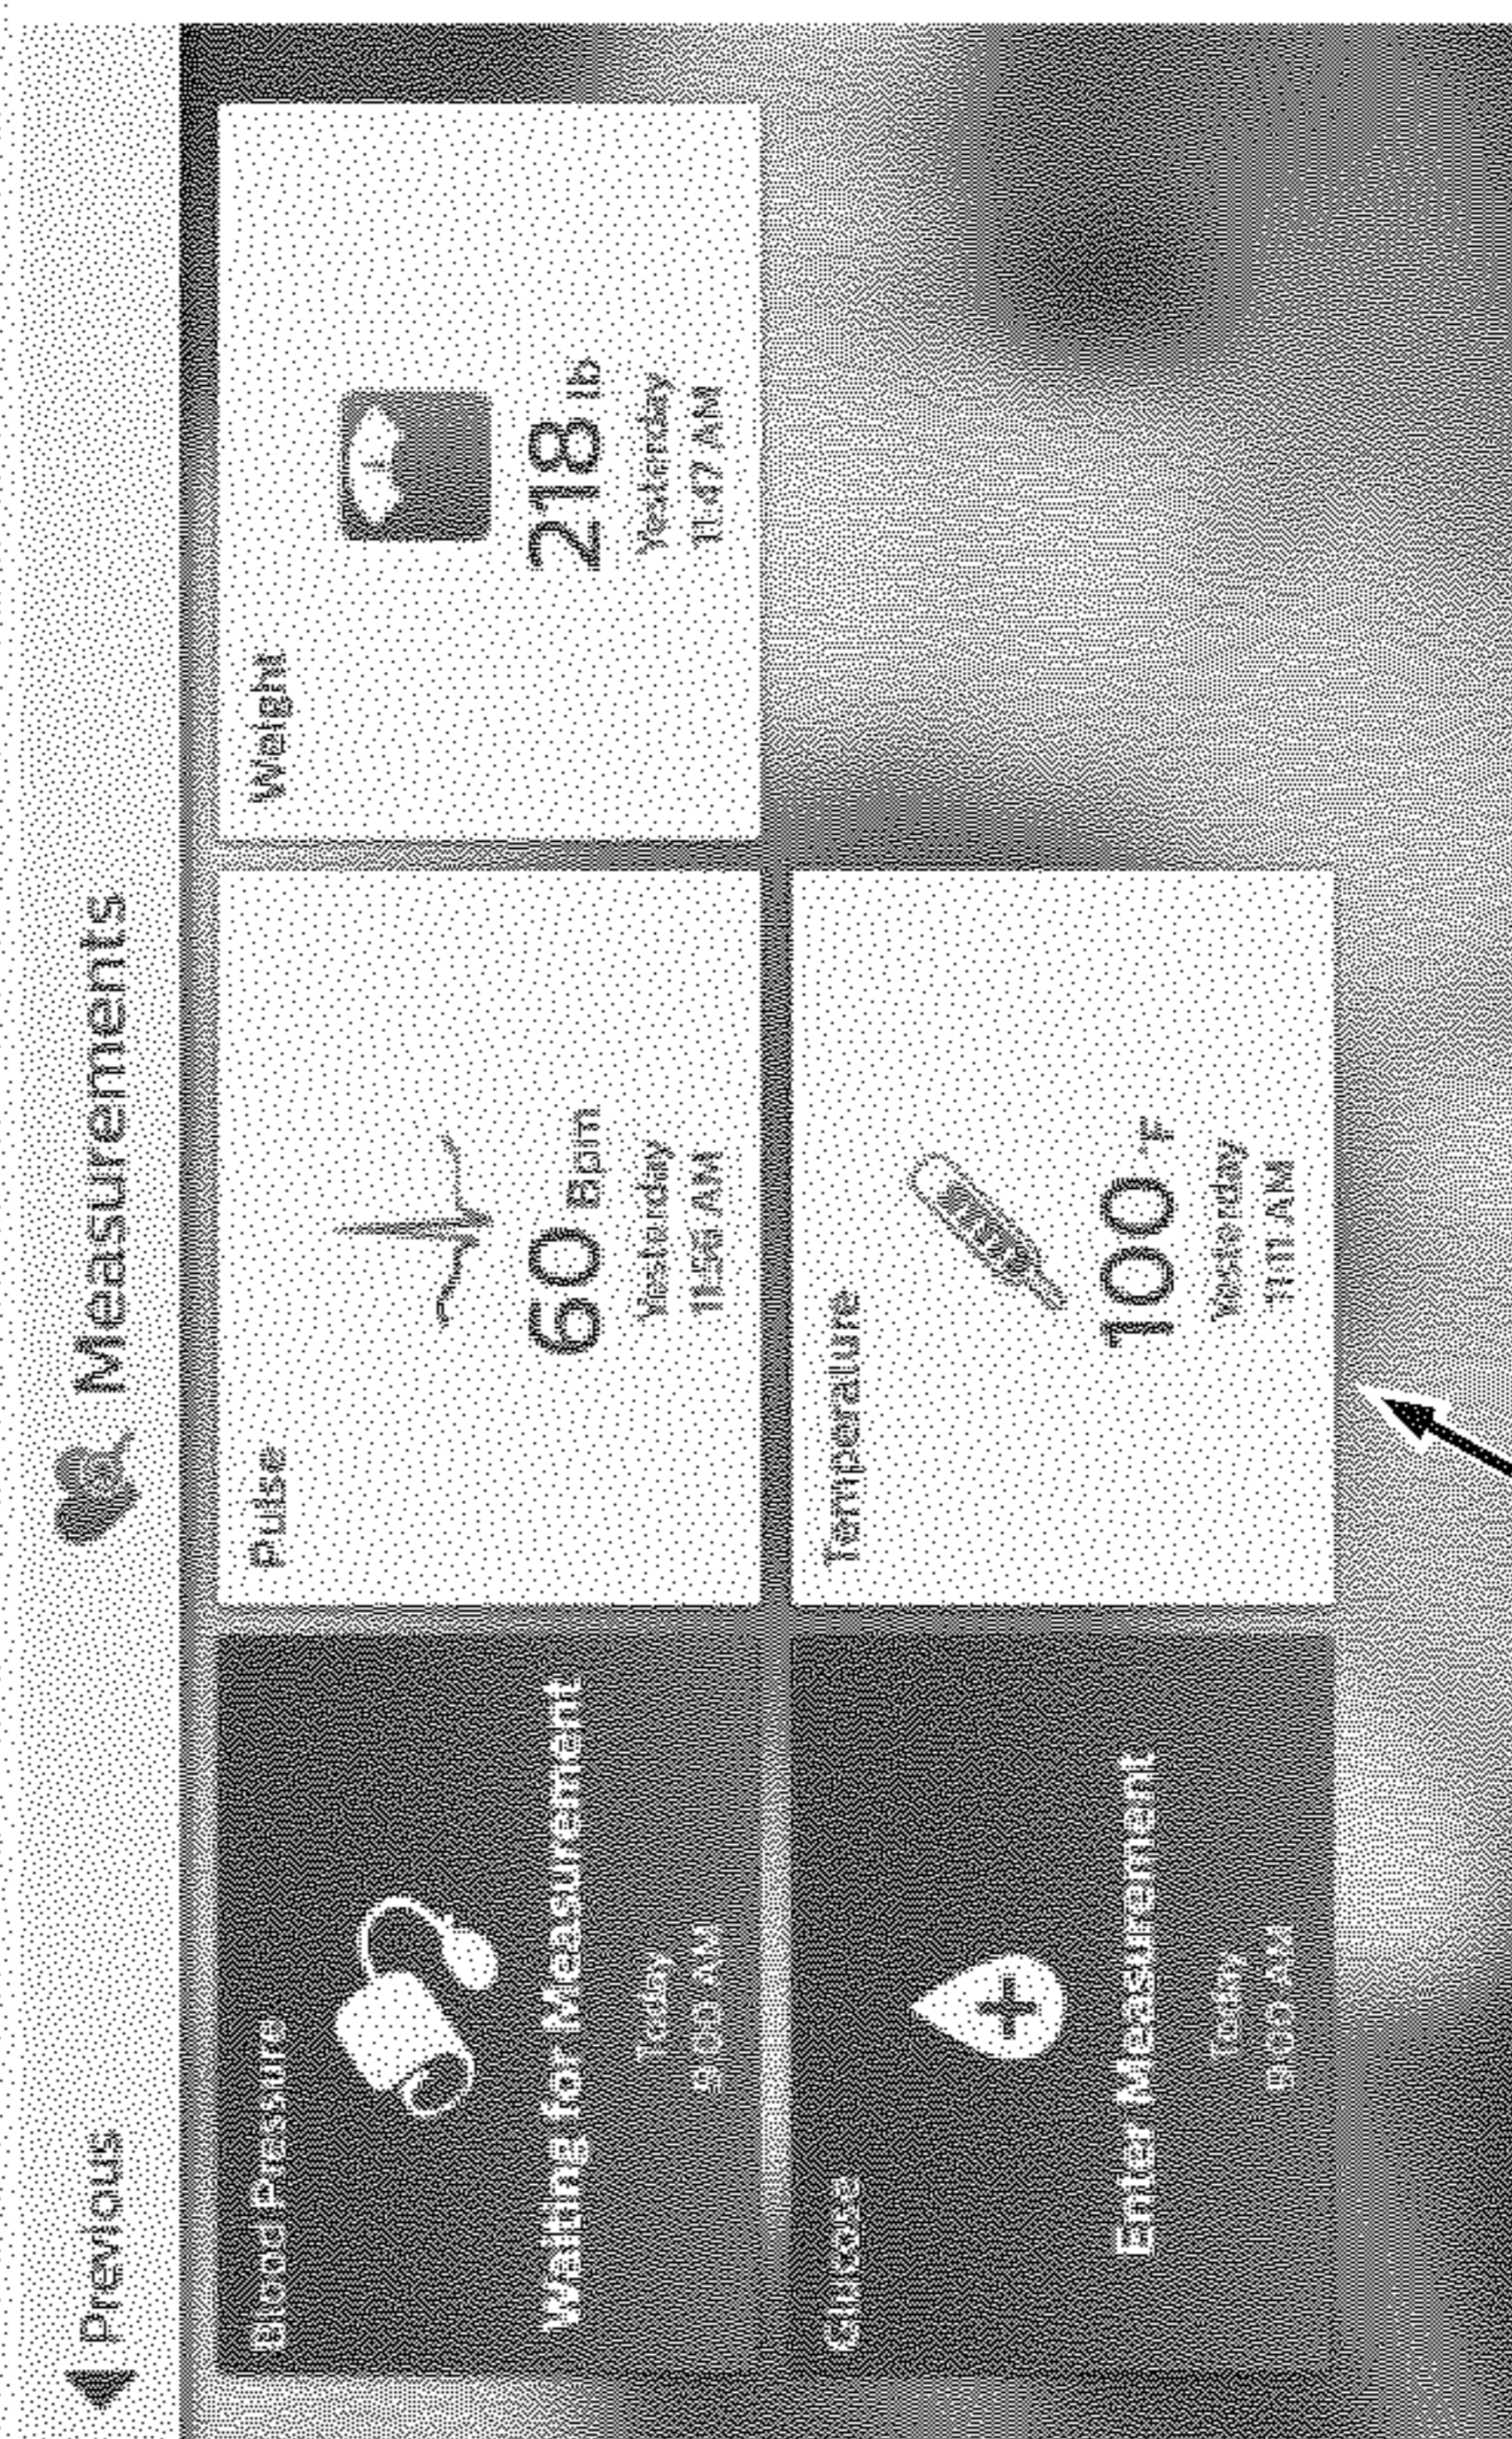 Previous
Measurements
Blood Pressure
Waiting for Measurement
Today
9:00 AM
Pulse
60 Bpm
Yesterday
11:56 AM
Weight
218 lb
Yesterday
11:47 AM
Glucose
Enter Measurement
Today
9:00 AM
Temperature
100 °F
Yesterday
AM